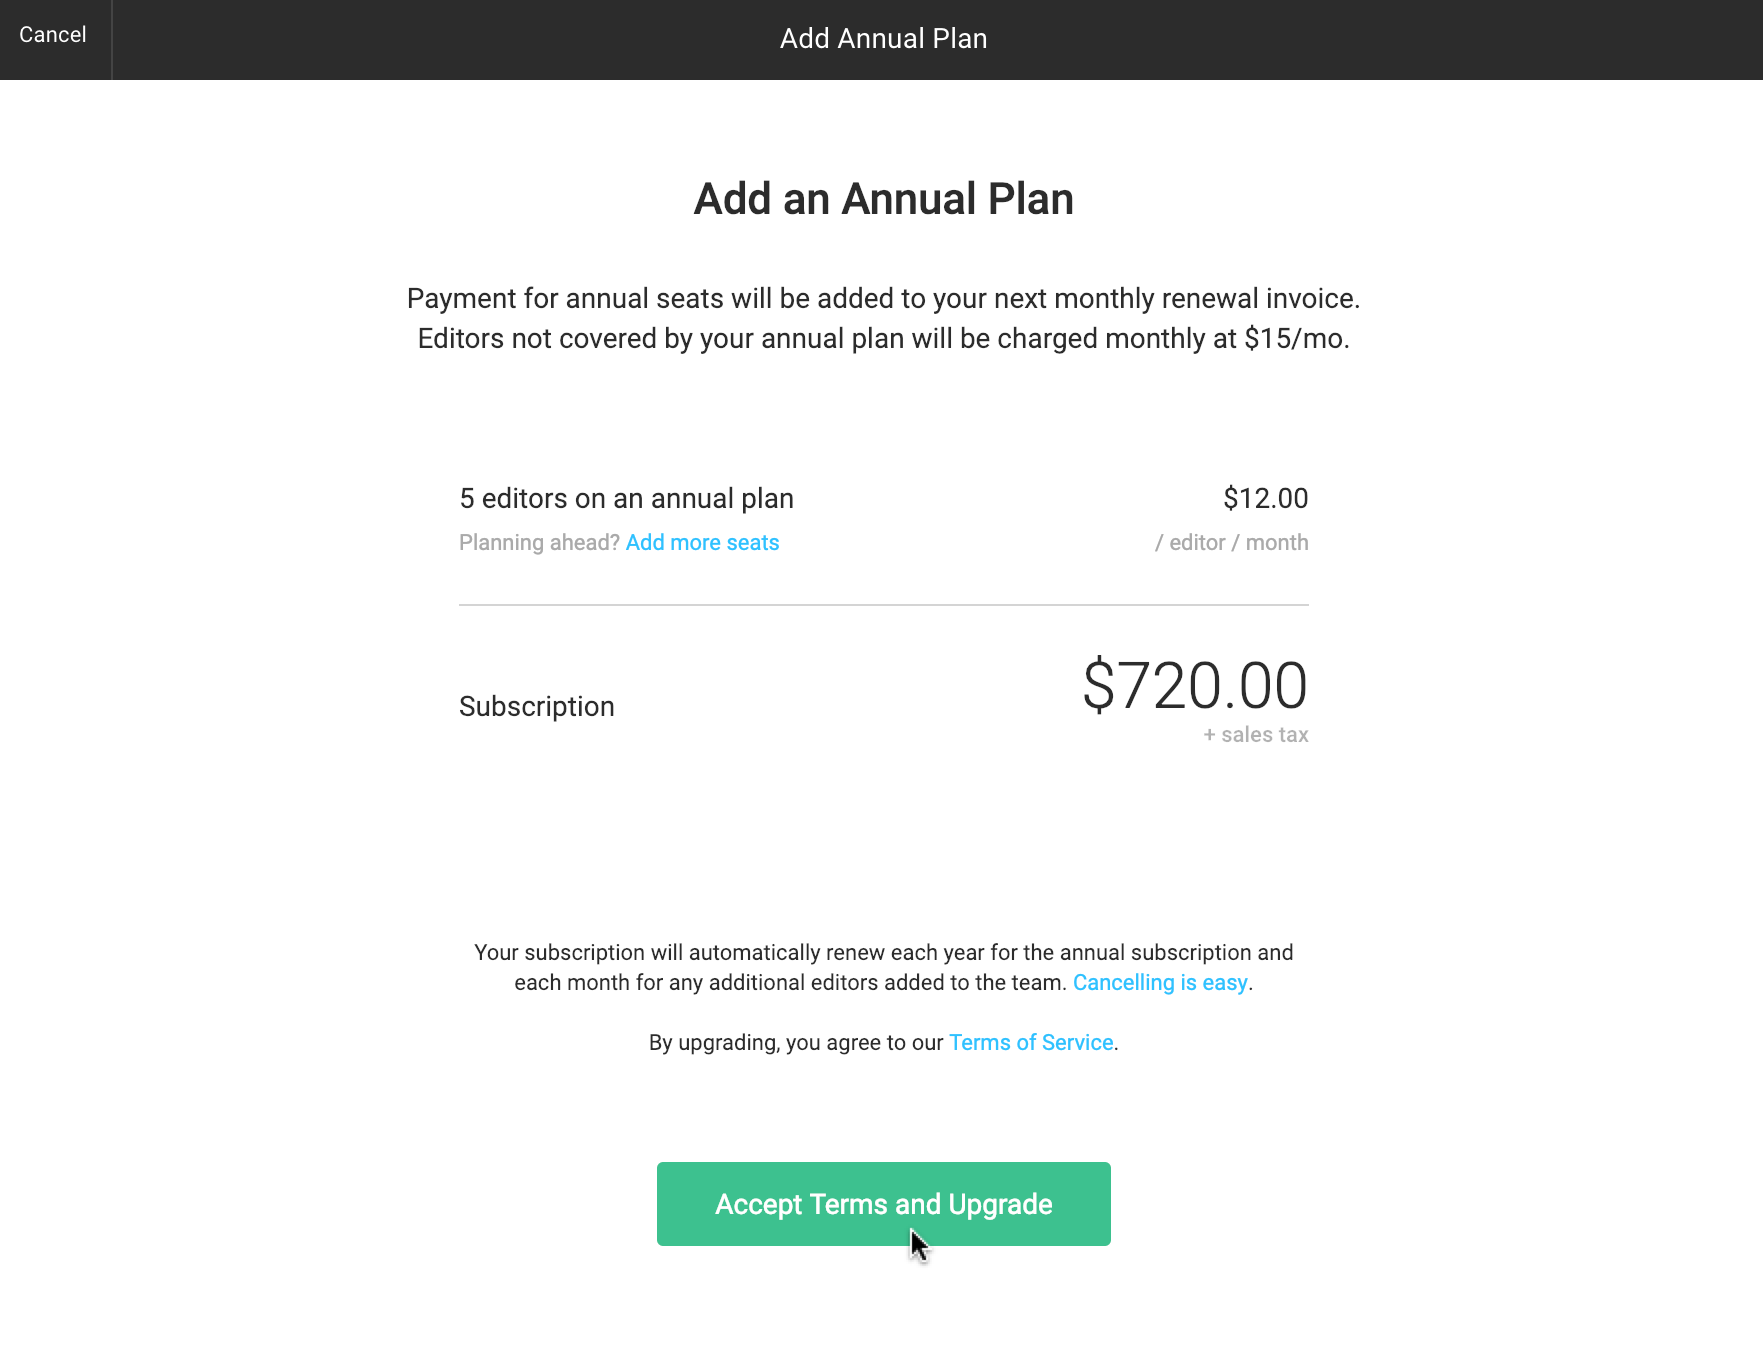 Cancel
Add Annual Plan
Add an Annual Plan
Payment for annual seats will be added to your next monthly renewal invoice.
Editors not covered by your annual plan will be charged monthly at $15/mo.
5 editors on an annual plan
$12.00
Planning ahead? Add more seats
/ editor / month
Subscription
$720.00
+ sales tax
Your subscription will automatically renew each year for the annual subscription and
each month for any additional editors added to the team. Cancelling is easy.
By upgrading, you agree to our Terms of Service.
Accept Terms and Upgrade